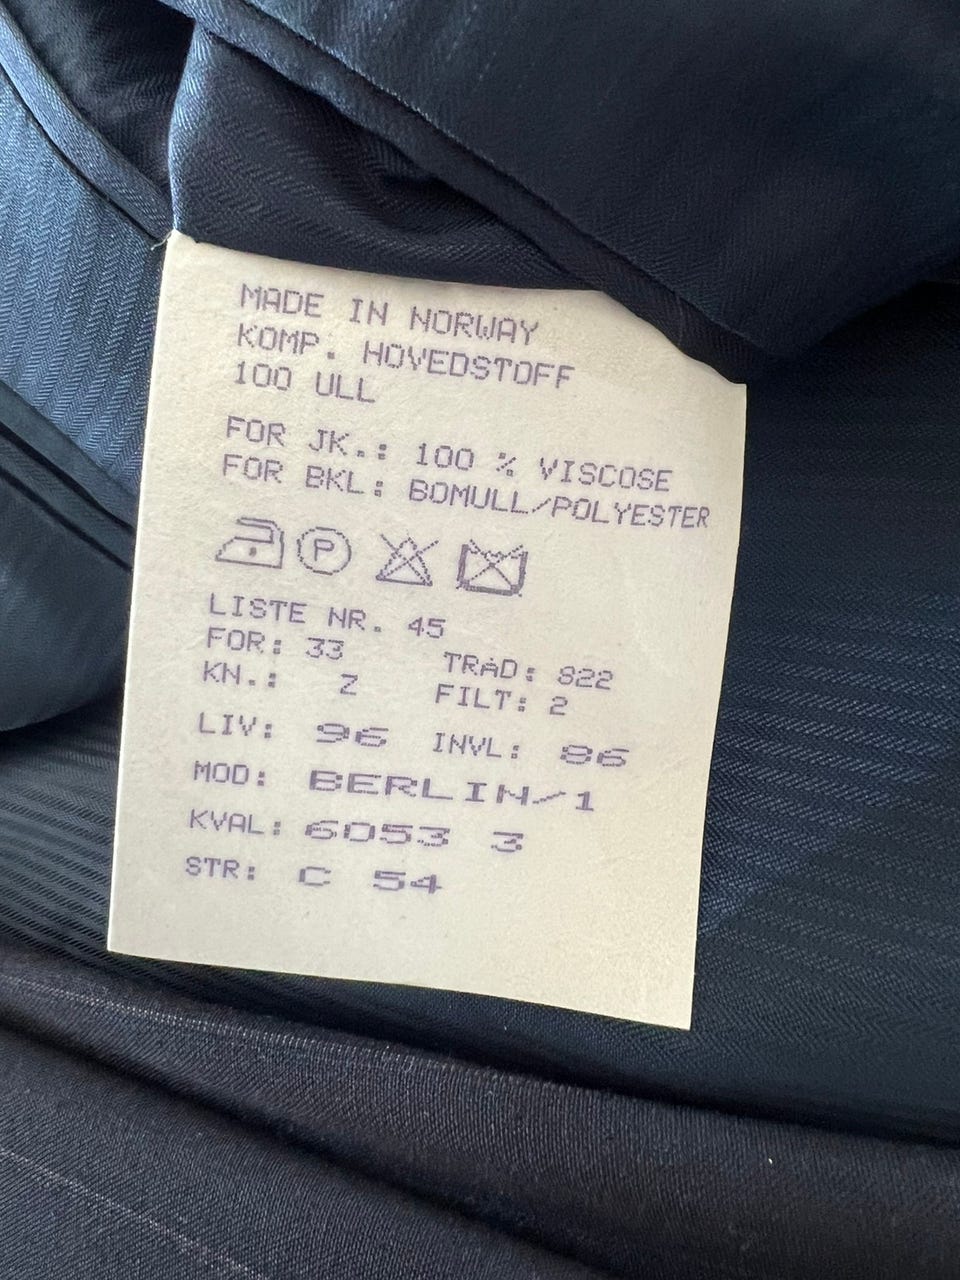 MADE IN NORWAY
KOMP. HOVEDSTOFF
100 ULL
FOR JK.: 100 % VISCOSE
FOR BKL: BOMULL/POLYESTER
P
LISTE NR. 45
FOR: 33 TRÅD: 822
KN.: Z FILT: 2
LIV: 96 INVL: 86
MOD: BERLIN/1
KVAL: 6053 3
STR: C 54